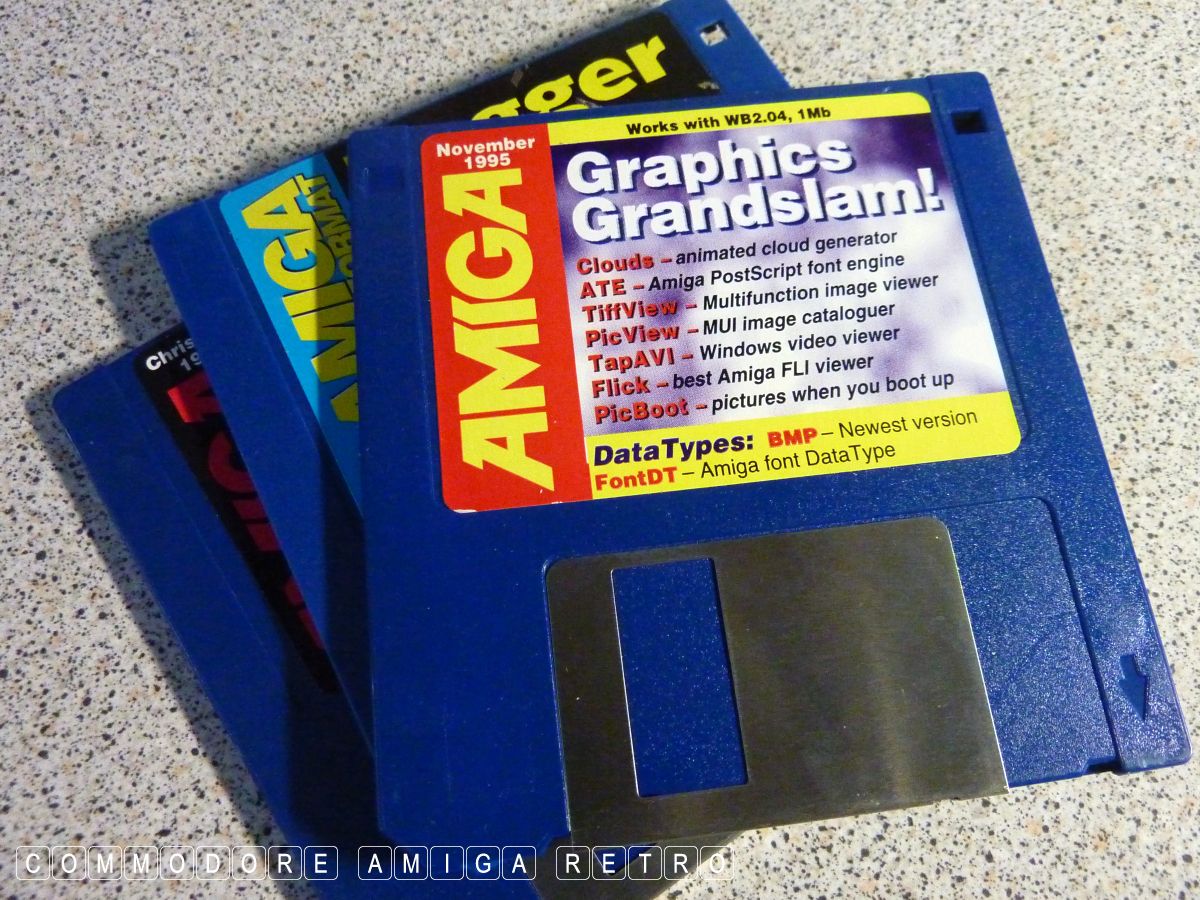 gger
Works with WB2.04, 1Mb
November
1995
AMIGA
Graphics
Grandslam!
Clouds – animated cloud generator
ATE – Amiga PostScript font engine
TiffView – Multifunction image viewer
PicView – MUI image cataloguer
TapAVI – Windows video viewer
Flick – best Amiga FLI viewer
PicBoot – pictures when you boot up
DataTypes: BMP – Newest version
FontDT – Amiga font DataType
AMIGA
FORMAT
AMIGA
Chris
19
COMMODORE AMIGA RETRO